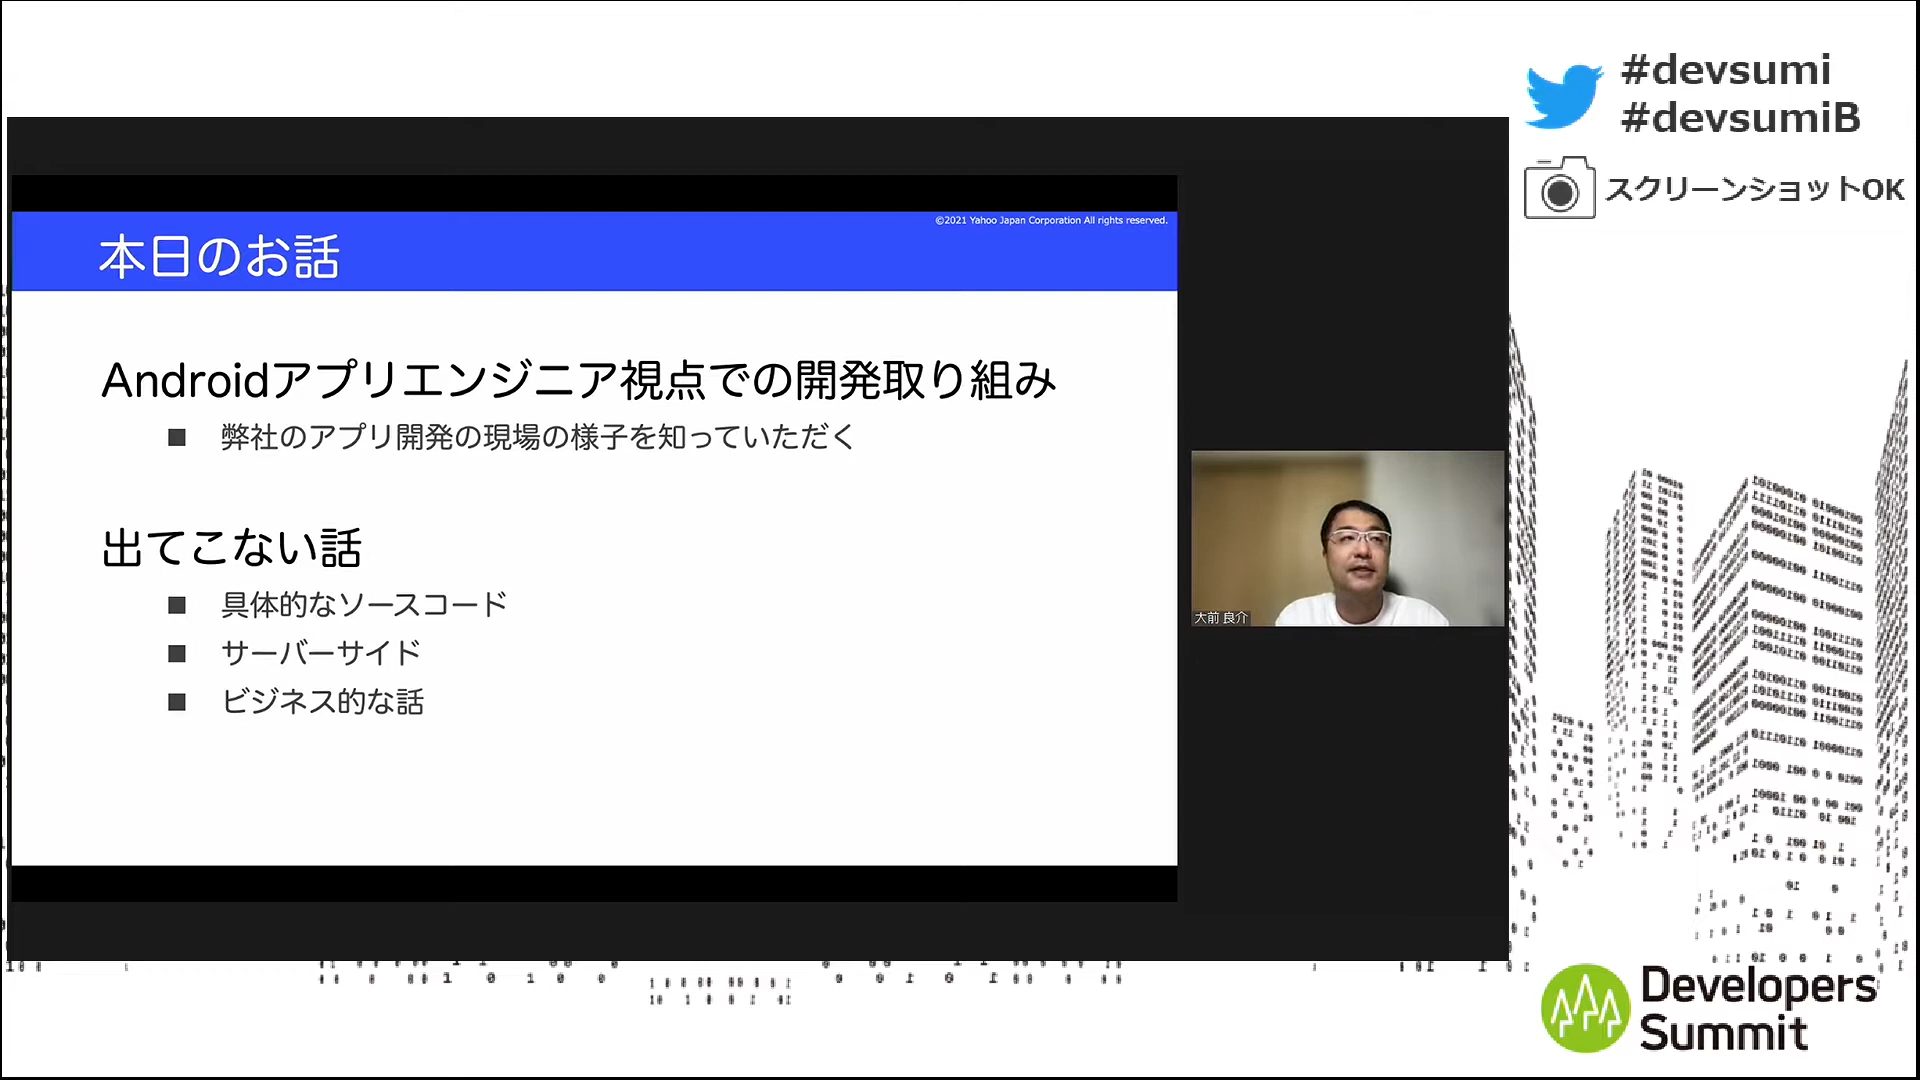 #devsumi
#devsumiB
スクリーンショットOK
©2021 Yahoo Japan Corporation All rights reserved.
本日のお話
Androidアプリエンジニア視点での開発取り組み
■ 弊社のアプリ開発の現場の様子を知っていただく
出てこない話
■ 具体的なソースコード
■ サーバーサイド
■ ビジネス的な話
大前 良介
Developers
Summit